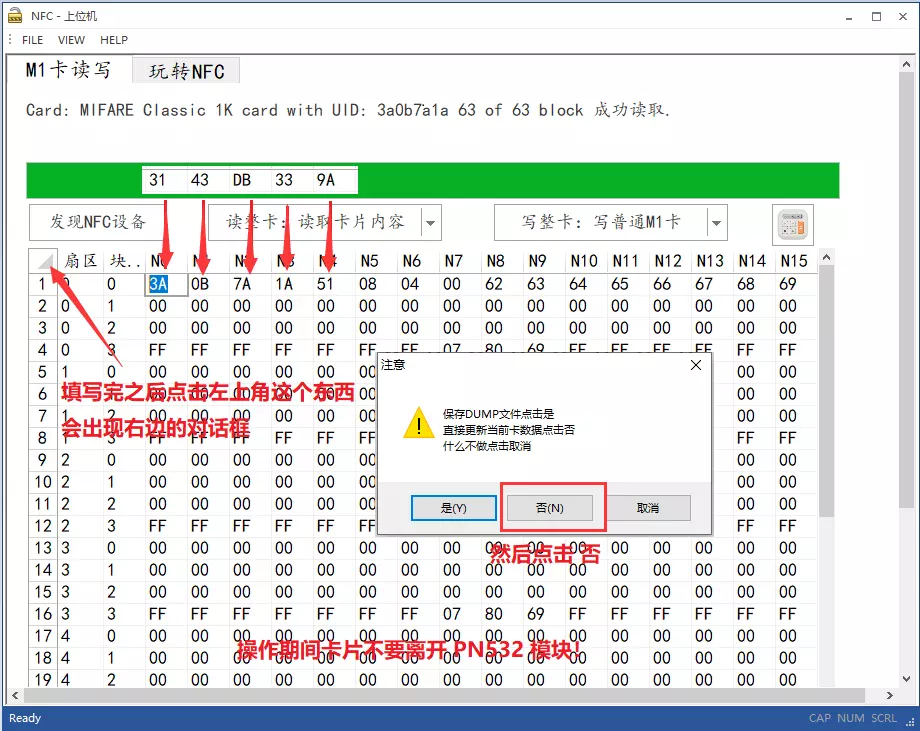 NFC - 上位机
FILE VIEW HELP
M1卡读写 玩转NFC
Card: MIFARE Classic 1K card with UID: 3a0b7a1a 63 of 63 block 成功读取.
31 43 DB 33 9A
发现NFC设备 读整卡：读取卡片内容 写整卡：写普通M1卡
扇区 块.. N0 N1 N2 N3 N4 N5 N6 N7 N8 N9 N10 N11 N12 N13 N14 N15
1 0 0 3A 0B 7A 1A 51 08 04 00 62 63 64 65 66 67 68 69
2 0 1 00 00 00 00 00 00 00 00 00 00 00 00 00 00 00 00
3 0 2 00 00 00 00 00 00 00 00 00 00 00 00 00 00 00 00
4 0 3 FF FF FF FF FF FF FF 07 80 69 FF FF FF FF FF FF
5 1 0 00 00 00 00 00 00 00
6 00 00
填写完之后点击左上角这个东西
7 1 00 00
会出现右边的对话框
8 1 3 FF FF FF FF FF FF FF
9 2 0 00 00 00 00 00 00 00
10 2 1 00 00 00 00 00 00 00
11 2 2 00 00 00 00 00 00 00
12 2 3 FF FF FF FF FF FF FF
注意
保存DUMP文件点击是
直接更新当前卡数据点击否
什么不做点击取消
是(Y) 否(N) 取消
13 3 0 00 00 00 00 00 00 00 00 00 00 00 00 00 00 00 00
然后点击 否
14 3 1 00 00 00 00 00 00 00 00 00 00 00 00 00 00 00 00
15 3 2 00 00 00 00 00 00 00 00 00 00 00 00 00 00 00 00
16 3 3 FF FF FF FF FF FF FF 07 80 69 FF FF FF FF FF FF
17 4 0 00 00 00 00 00 00 00 00 00 00 00 00 00 00 00 00
操作期间卡片不要离开 PN532 模块!
18 4 1 00 00 00 00 00 00 00 00 00 00 00 00 00 00 00 00
19 4 2 00 00 00 00 00 00 00 00 00 00 00 00 00 00 00 00
Ready CAP NUM SCRL